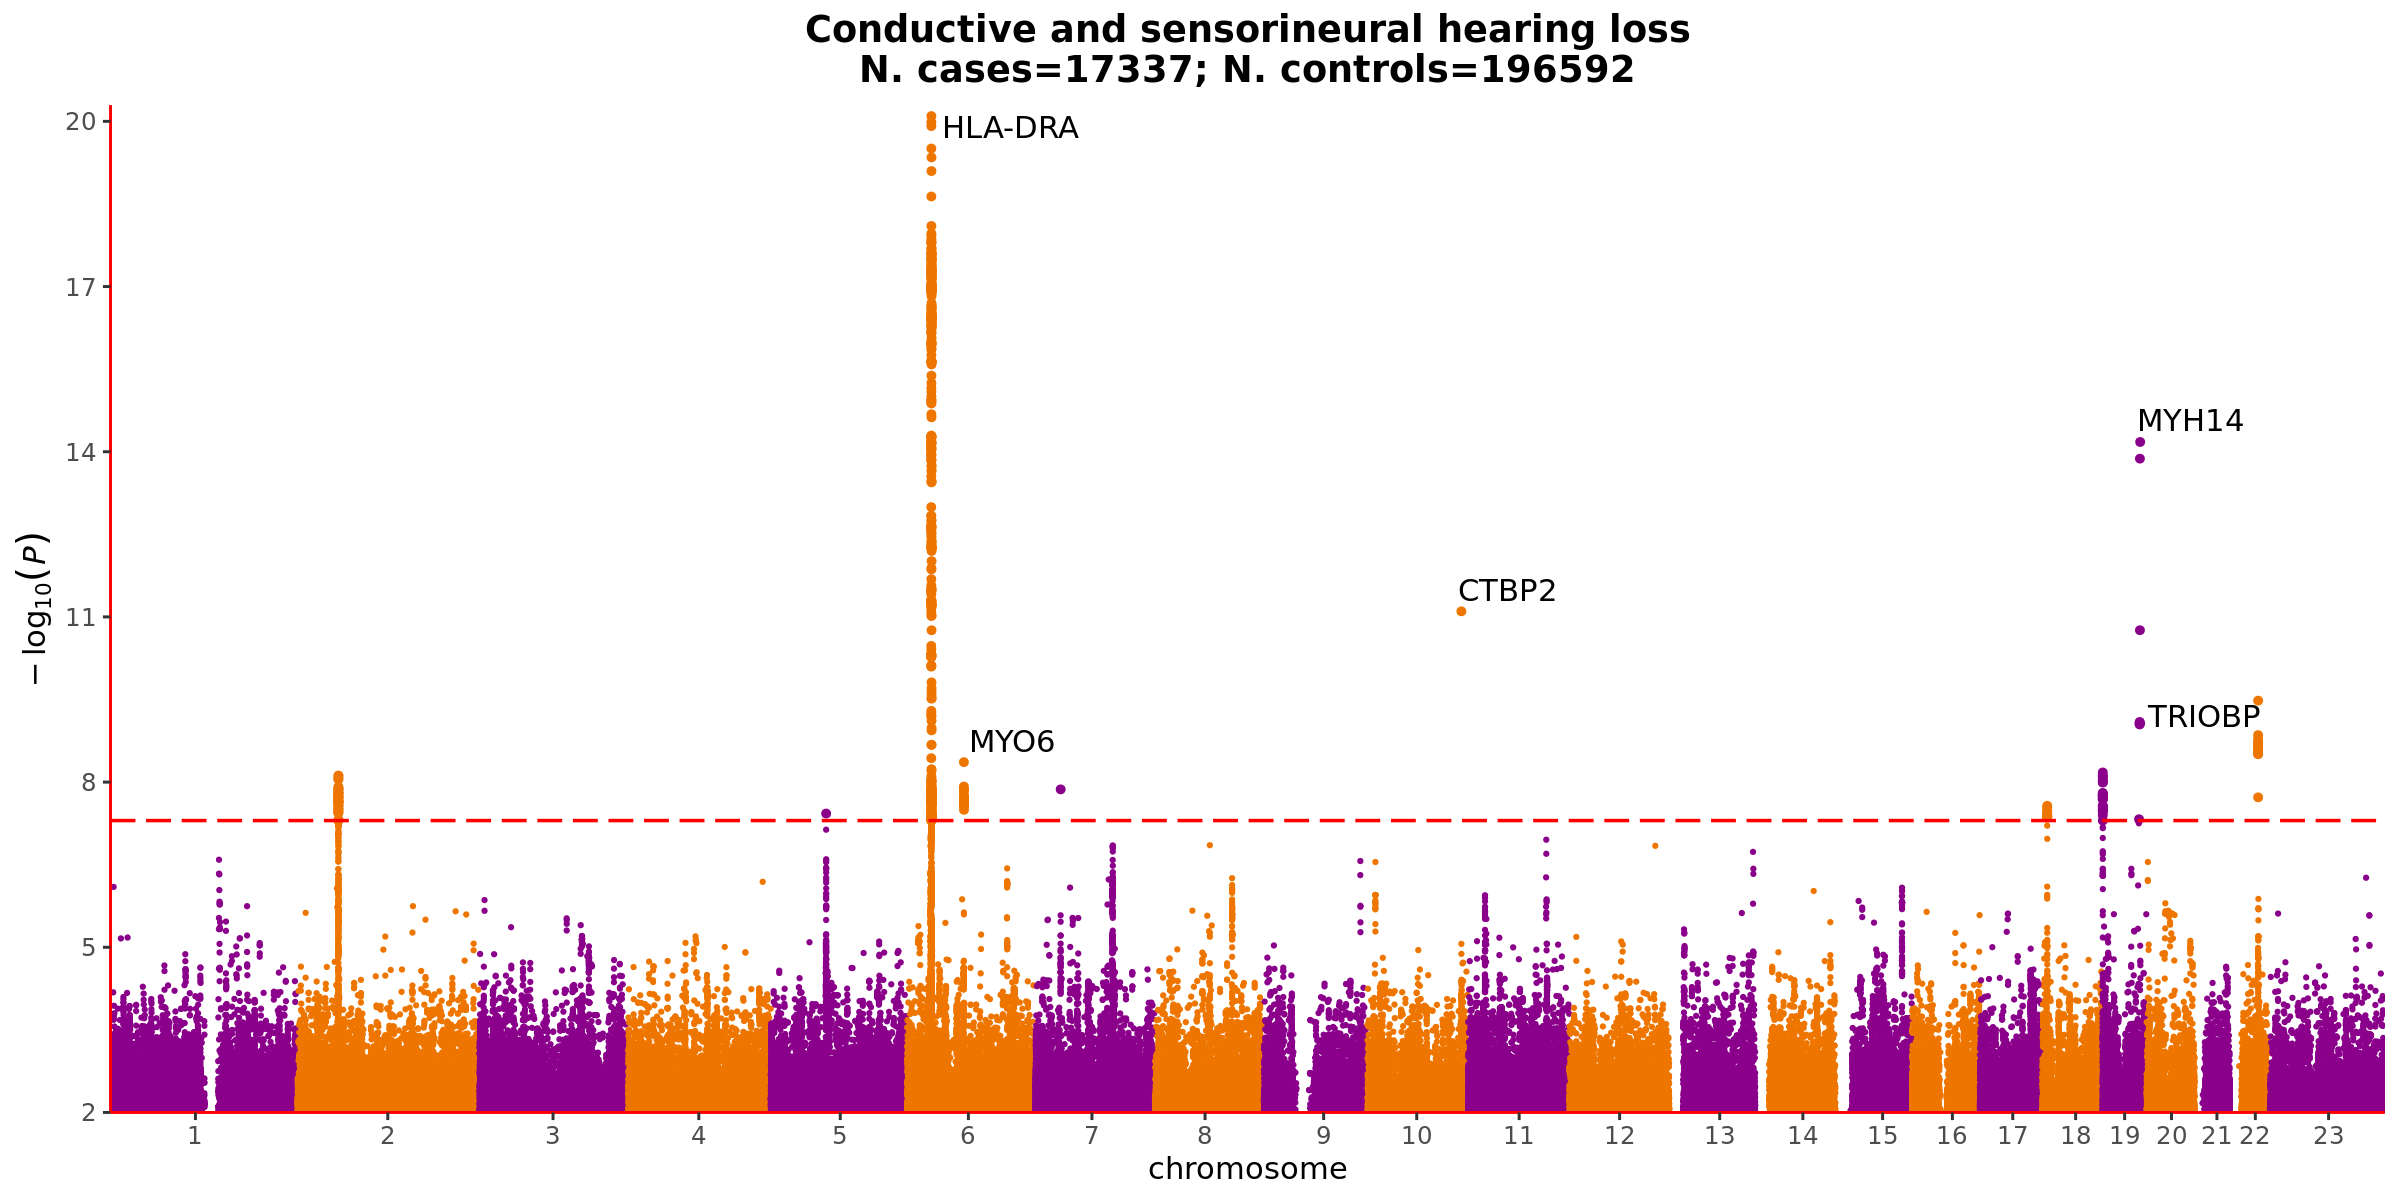 Conductive and sensorineural hearing loss
N. cases=17337; N. controls=196592
20
HLA-DRA
17
MYH14
14
CTBP2
11
TRIOBP
MYO6
8
5
2
−log₁₀(P)
1 2 3 4 5 6 7 8 9 10 11 12 13 14 15 16 17 18 19 20 21 22 23
chromosome